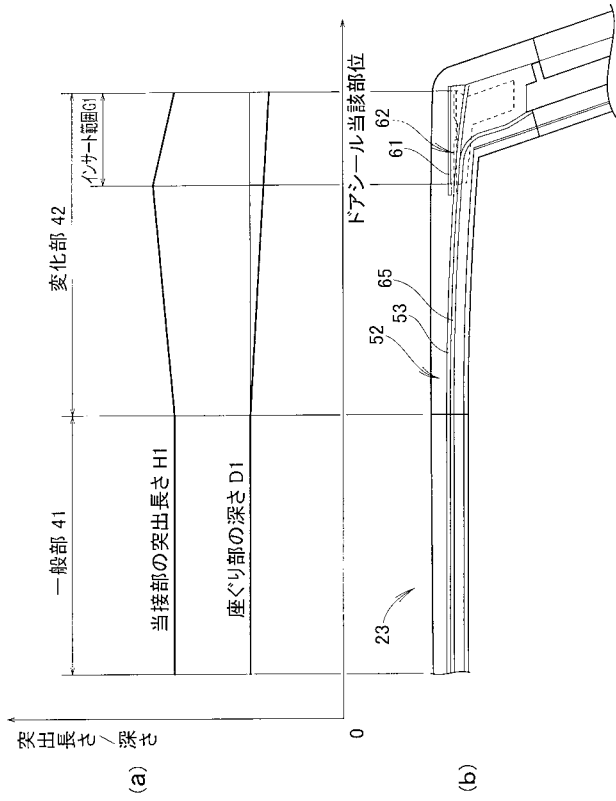 (a)
突出長さ／深さ
一般部 41
変化部 42
インサート範囲G1
当接部の突出長さ H1
座ぐり部の深さ D1
0
ドアシール当該部位
(b)
23
52
53
65
61
62